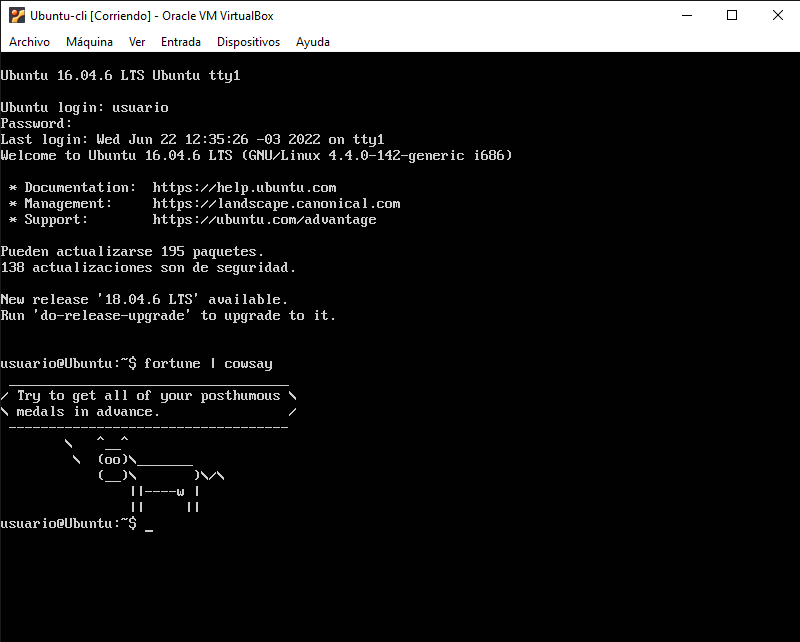 Ubuntu-cli [Corriendo] - Oracle VM VirtualBox
Archivo Máquina Ver Entrada Dispositivos Ayuda
Ubuntu 16.04.6 LTS Ubuntu tty1
Ubuntu login: usuario
Password:
Last login: Wed Jun 22 12:35:26 -03 2022 on tty1
Welcome to Ubuntu 16.04.6 LTS (GNU/Linux 4.4.0-142-generic i686)
 * Documentation:  https://help.ubuntu.com
 * Management:     https://landscape.canonical.com
 * Support:        https://ubuntu.com/advantage
Pueden actualizarse 195 paquetes.
138 actualizaciones son de seguridad.
New release '18.04.6 LTS' available.
Run 'do-release-upgrade' to upgrade to it.
usuario@Ubuntu:~$ fortune | cowsay
 ___________________________________
/ Try to get all of your posthumous \
\ medals in advance.                /
 -----------------------------------
        \   ^__^
         \  (oo)\_______
            (__)\       )\/\
                ||----w |
                ||     ||
usuario@Ubuntu:~$ _